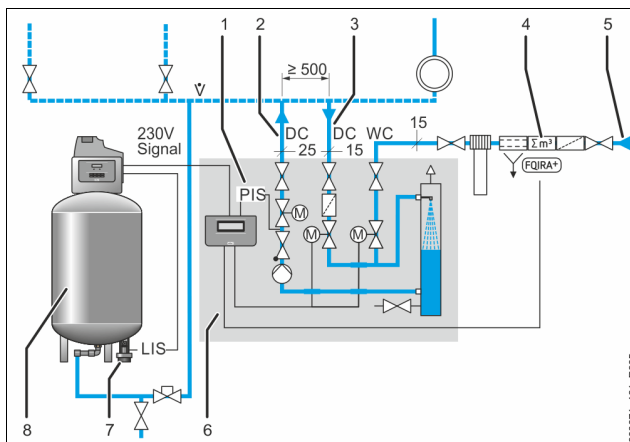 1
2
3
4
5
≥ 500
V̇
230V
Signal
DC
DC
WC
15
25
15
Σm³
FQIRA+
PIS
M
M
M
LIS
8
7
6